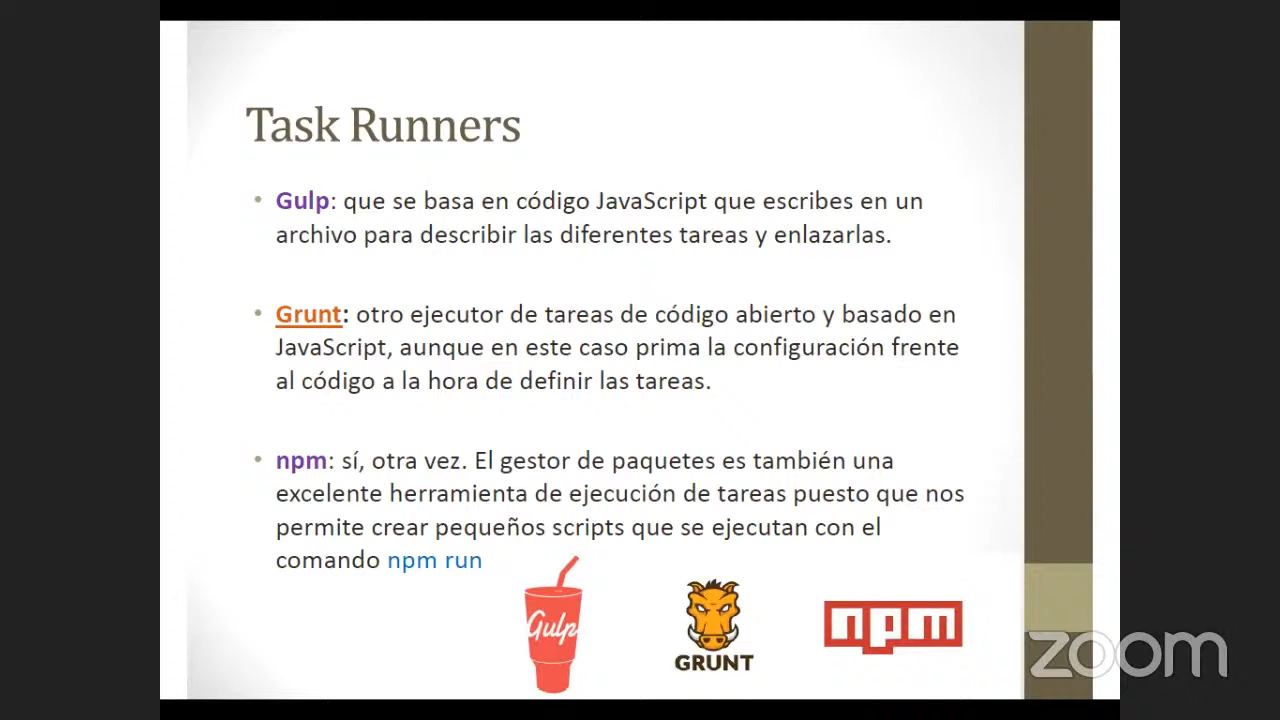 Task Runners
• Gulp: que se basa en código JavaScript que escribes en un
archivo para describir las diferentes tareas y enlazarlas.
• Grunt: otro ejecutor de tareas de código abierto y basado en
JavaScript, aunque en este caso prima la configuración frente
al código a la hora de definir las tareas.
• npm: sí, otra vez. El gestor de paquetes es también una
excelente herramienta de ejecución de tareas puesto que nos
permite crear pequeños scripts que se ejecutan con el
comando npm run
Gulp
GRUNT
npm
zoom